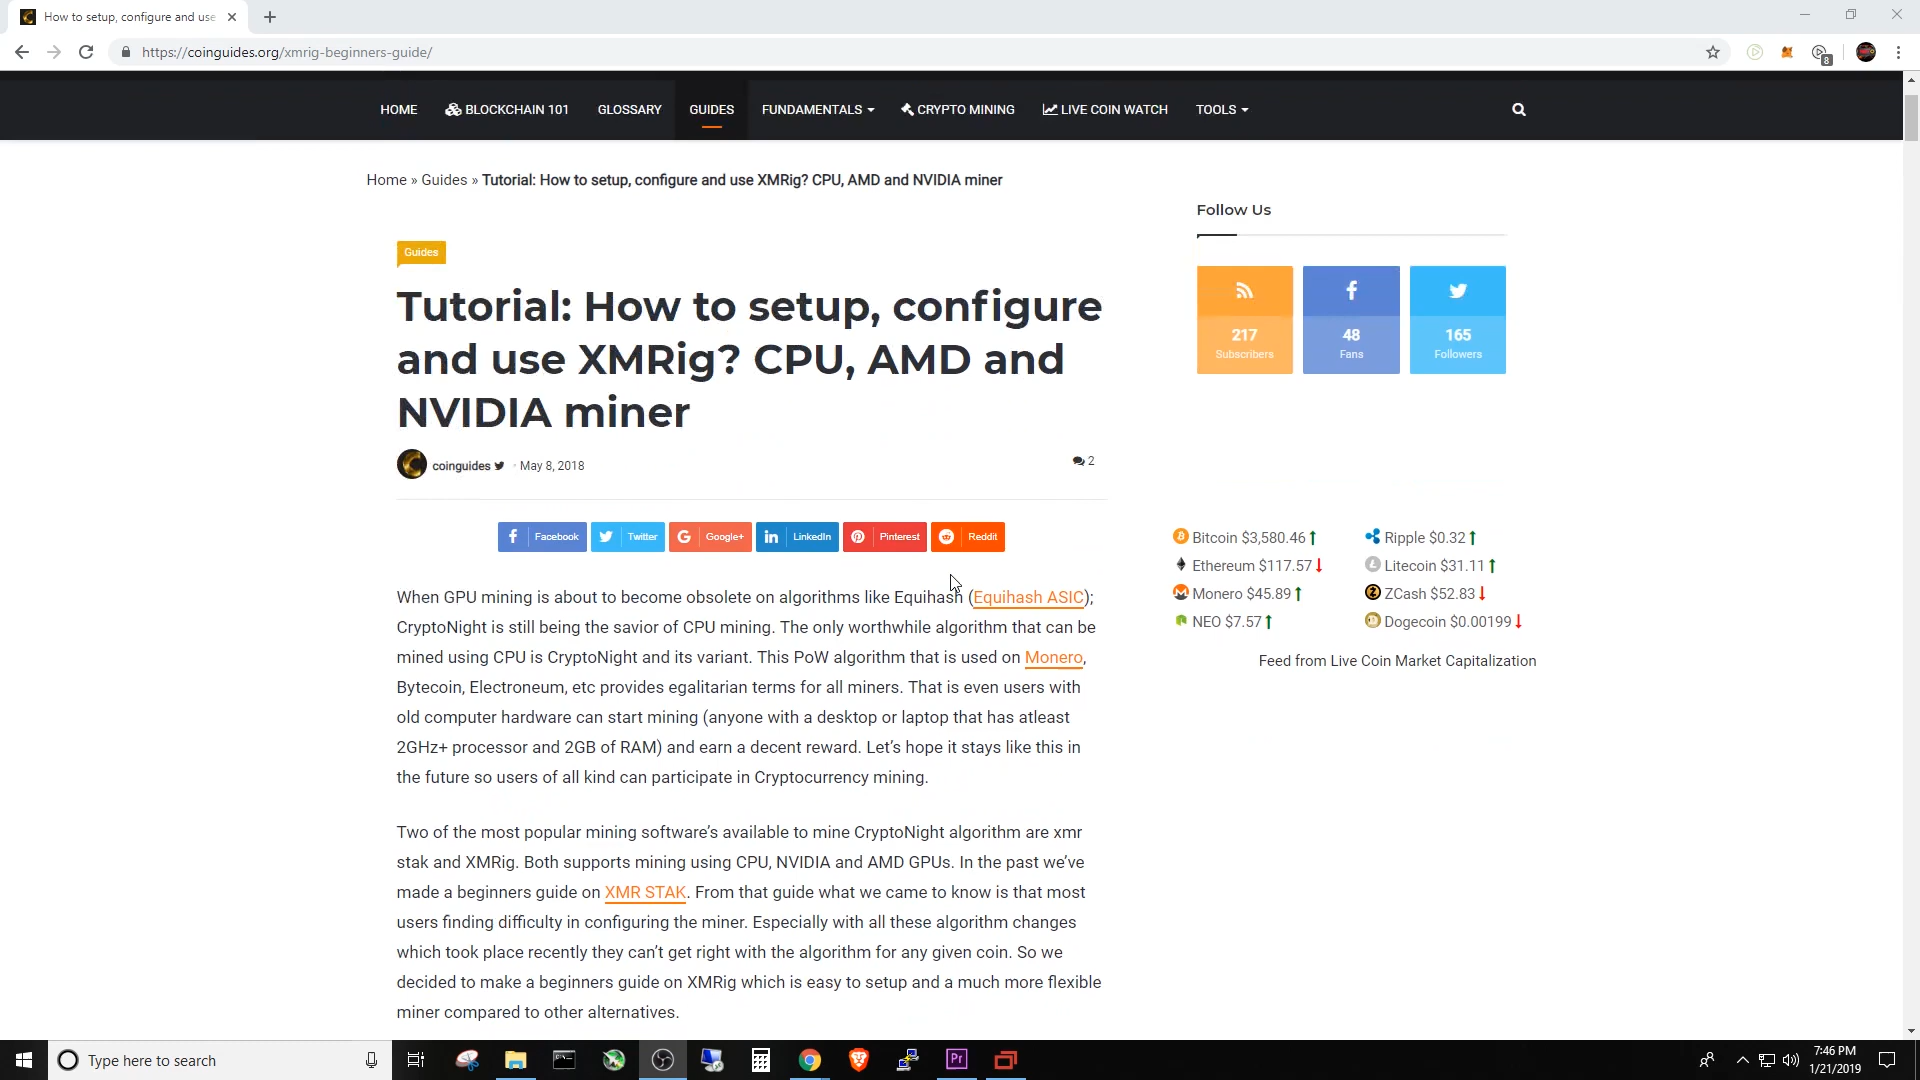 How to setup, configure and use
https://coinguides.org/xmrig-beginners-guide/
8
HOME
BLOCKCHAIN 101
GLOSSARY
GUIDES
FUNDAMENTALS
CRYPTO MINING
LIVE COIN WATCH
TOOLS
Home » Guides » Tutorial: How to setup, configure and use XMRig? CPU, AMD and NVIDIA miner
Guides
Tutorial: How to setup, configure
and use XMRig? CPU, AMD and
NVIDIA miner
coinguides · May 8, 2018
2
Facebook
Twitter
Google+
LinkedIn
Pinterest
Reddit
When GPU mining is about to become obsolete on algorithms like Equihash (Equihash ASIC);
CryptoNight is still being the savior of CPU mining. The only worthwhile algorithm that can be
mined using CPU is CryptoNight and its variant. This PoW algorithm that is used on Monero,
Bytecoin, Electroneum, etc provides egalitarian terms for all miners. That is even users with
old computer hardware can start mining (anyone with a desktop or laptop that has atleast
2GHz+ processor and 2GB of RAM) and earn a decent reward. Let’s hope it stays like this in
the future so users of all kind can participate in Cryptocurrency mining.
Two of the most popular mining software’s available to mine CryptoNight algorithm are xmr
stak and XMRig. Both supports mining using CPU, NVIDIA and AMD GPUs. In the past we’ve
made a beginners guide on XMR STAK. From that guide what we came to know is that most
users finding difficulty in configuring the miner. Especially with all these algorithm changes
which took place recently they can’t get right with the algorithm for any given coin. So we
decided to make a beginners guide on XMRig which is easy to setup and a much more flexible
miner compared to other alternatives.
Follow Us
217
Subscribers
48
Fans
165
Followers
Bitcoin $3,580.46
Ripple $0.32
Ethereum $117.57
Litecoin $31.11
Monero $45.89
ZCash $52.83
NEO $7.57
Dogecoin $0.00199
Feed from Live Coin Market Capitalization
Type here to search
Pr
7:46 PM
1/21/2019